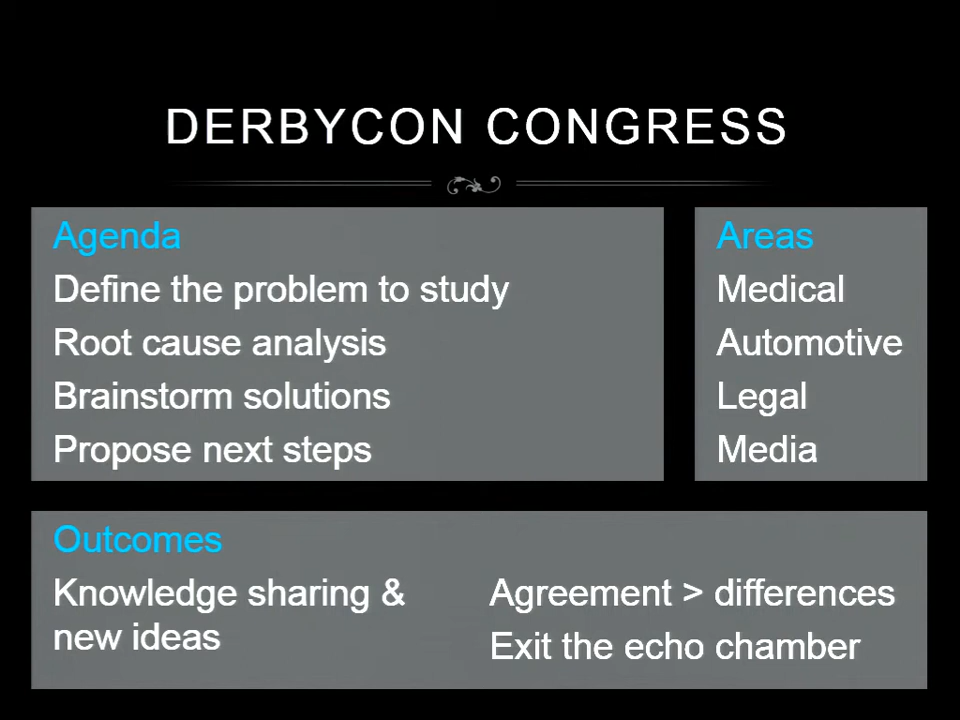 DERBYCON CONGRESS
Agenda
Define the problem to study
Root cause analysis
Brainstorm solutions
Propose next steps
Areas
Medical
Automotive
Legal
Media
Outcomes
Knowledge sharing &
new ideas
Agreement > differences
Exit the echo chamber